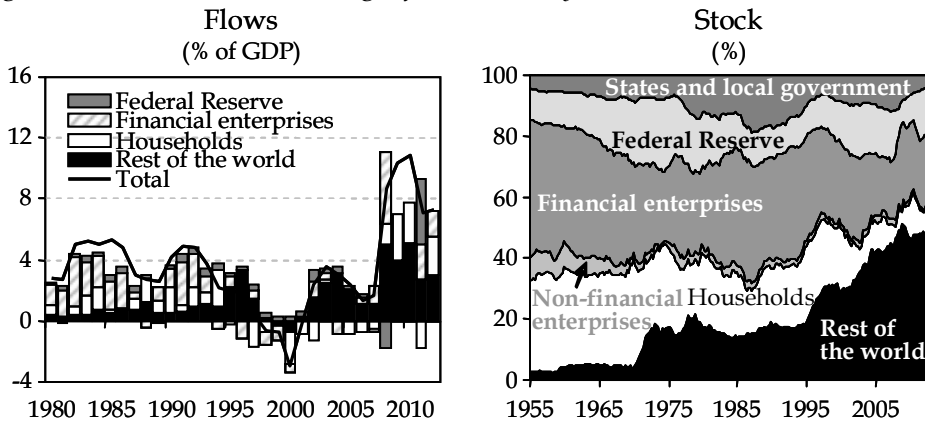 Flows
(% of GDP)
16
12
8
4
0
-4
Federal Reserve
Financial enterprises
Households
Rest of the world
Total
1980 1985 1990 1995 2000 2005 2010
Stock
(%)
100
80
60
40
20
0
States and local government
Federal Reserve
Financial enterprises
Non-financial
enterprises
Households
Rest of
the world
1955 1965 1975 1985 1995 2005